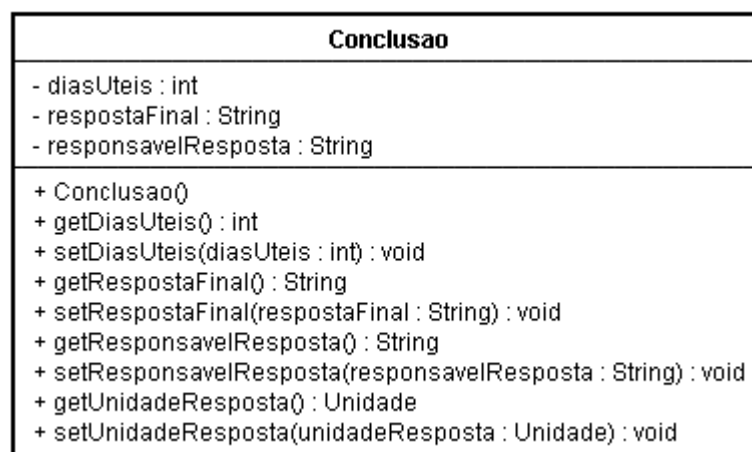 Conclusao
- diasUteis : int
- respostaFinal : String
- responsavelResposta : String
+ Conclusao()
+ getDiasUteis() : int
+ setDiasUteis(diasUteis : int) : void
+ getRespostaFinal() : String
+ setRespostaFinal(respostaFinal : String) : void
+ getResponsavelResposta() : String
+ setResponsavelResposta(responsavelResposta : String) : void
+ getUnidadeResposta() : Unidade
+ setUnidadeResposta(unidadeResposta : Unidade) : void